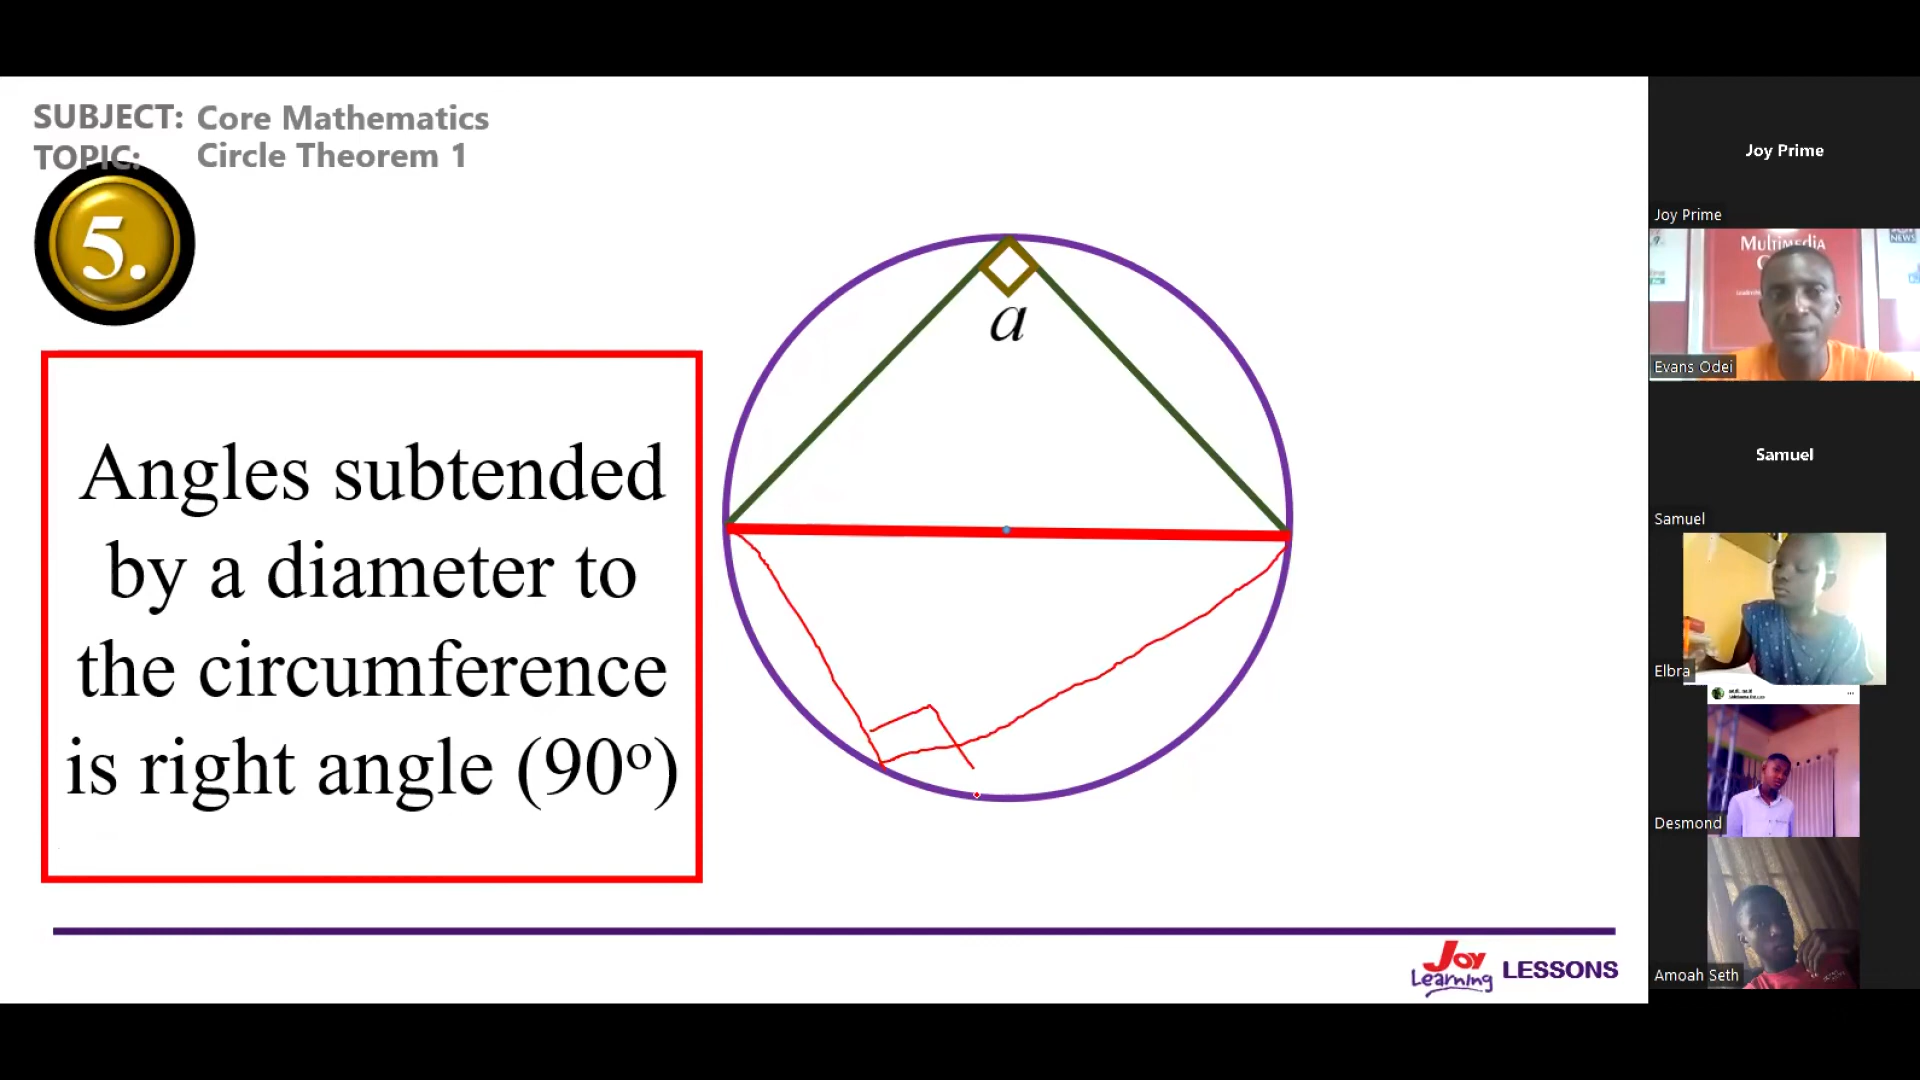 SUBJECT: Core Mathematics
TOPIC: Circle Theorem 1
5.
Angles subtended
by a diameter to
the circumference
is right angle (90º)
a
Joy Learning LESSONS
Joy Prime
Joy Prime
Multimedia
Evans Odei
Samuel
Samuel
Elbra
Desmond
Amoah Seth